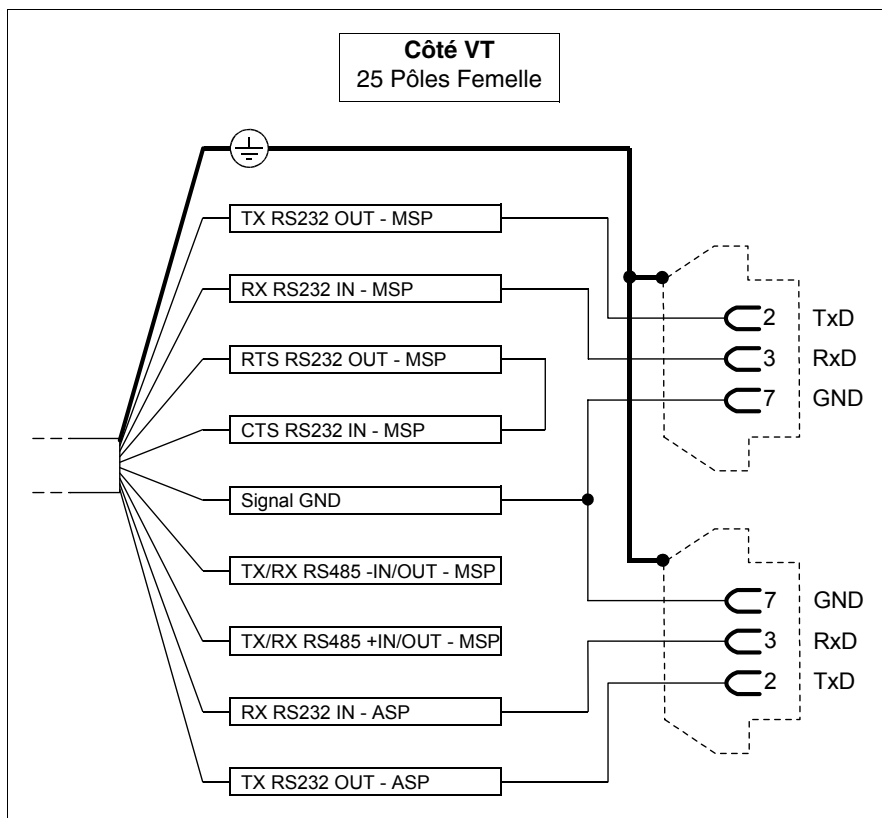 Côté VT
25 Pôles Femelle
TX RS232 OUT - MSP
RX RS232 IN - MSP
RTS RS232 OUT - MSP
CTS RS232 IN - MSP
Signal GND
TX/RX RS485 -IN/OUT - MSP
TX/RX RS485 +IN/OUT - MSP
RX RS232 IN - ASP
TX RS232 OUT - ASP
2 TxD
3 RxD
7 GND
7 GND
3 RxD
2 TxD